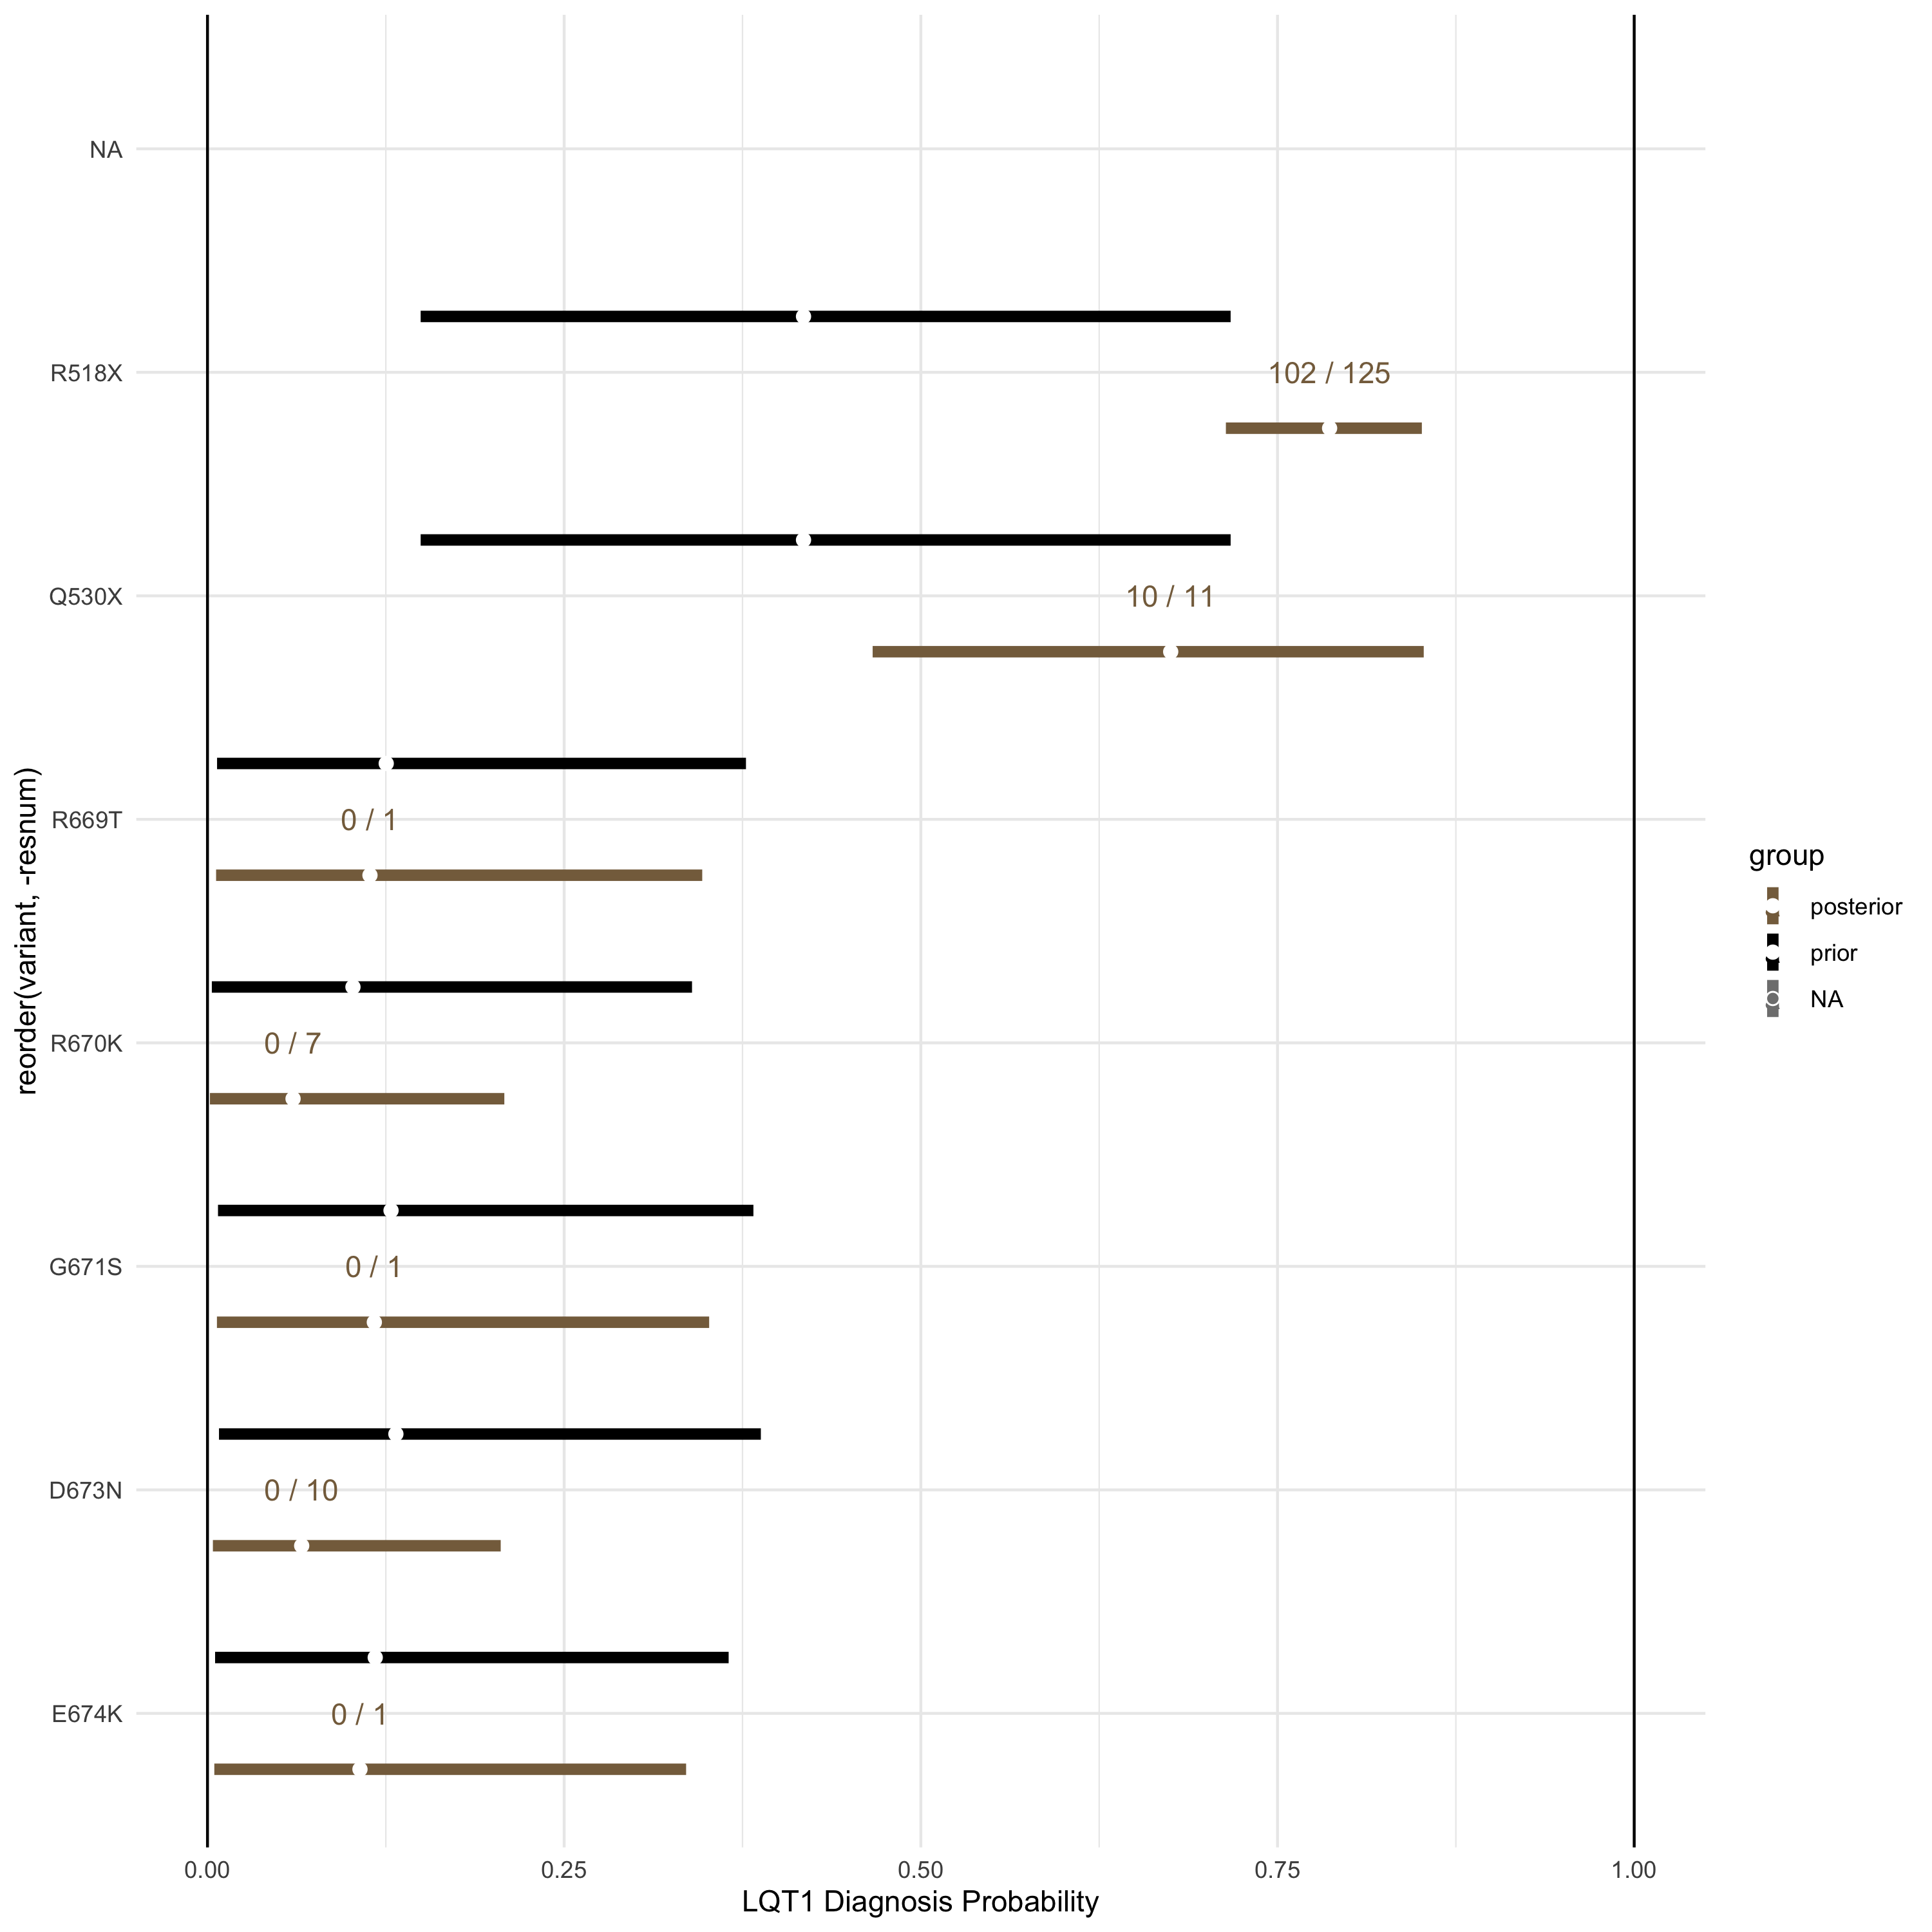 NA
R518X
102 / 125
Q530X
10 / 11
R669T
0 / 1
R670K
0 / 7
G671S
0 / 1
D673N
0 / 10
E674K
0 / 1
reorder(variant, -resnum)
0.00 0.25 0.50 0.75 1.00
LQT1 Diagnosis Probability
group
posterior
prior
NA